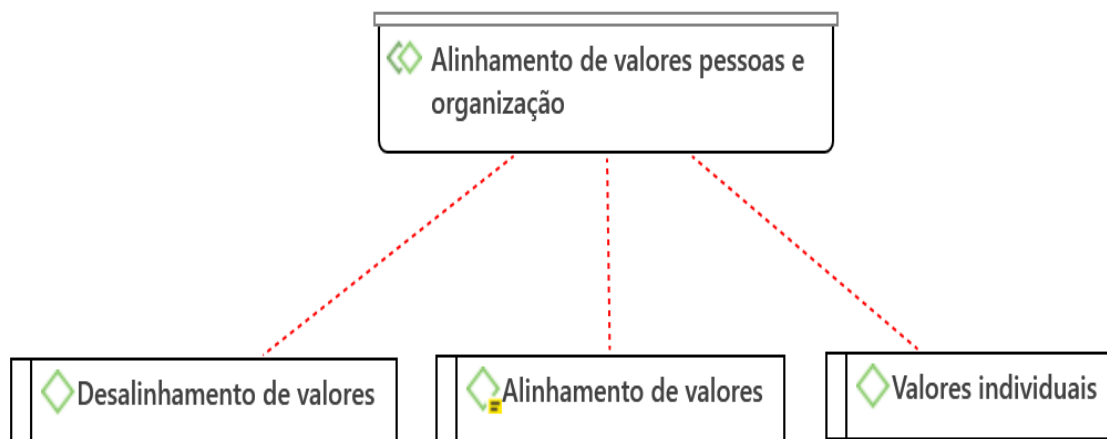 Alinhamento de valores pessoas e
organização
Desalinhamento de valores
Alinhamento de valores
Valores individuais